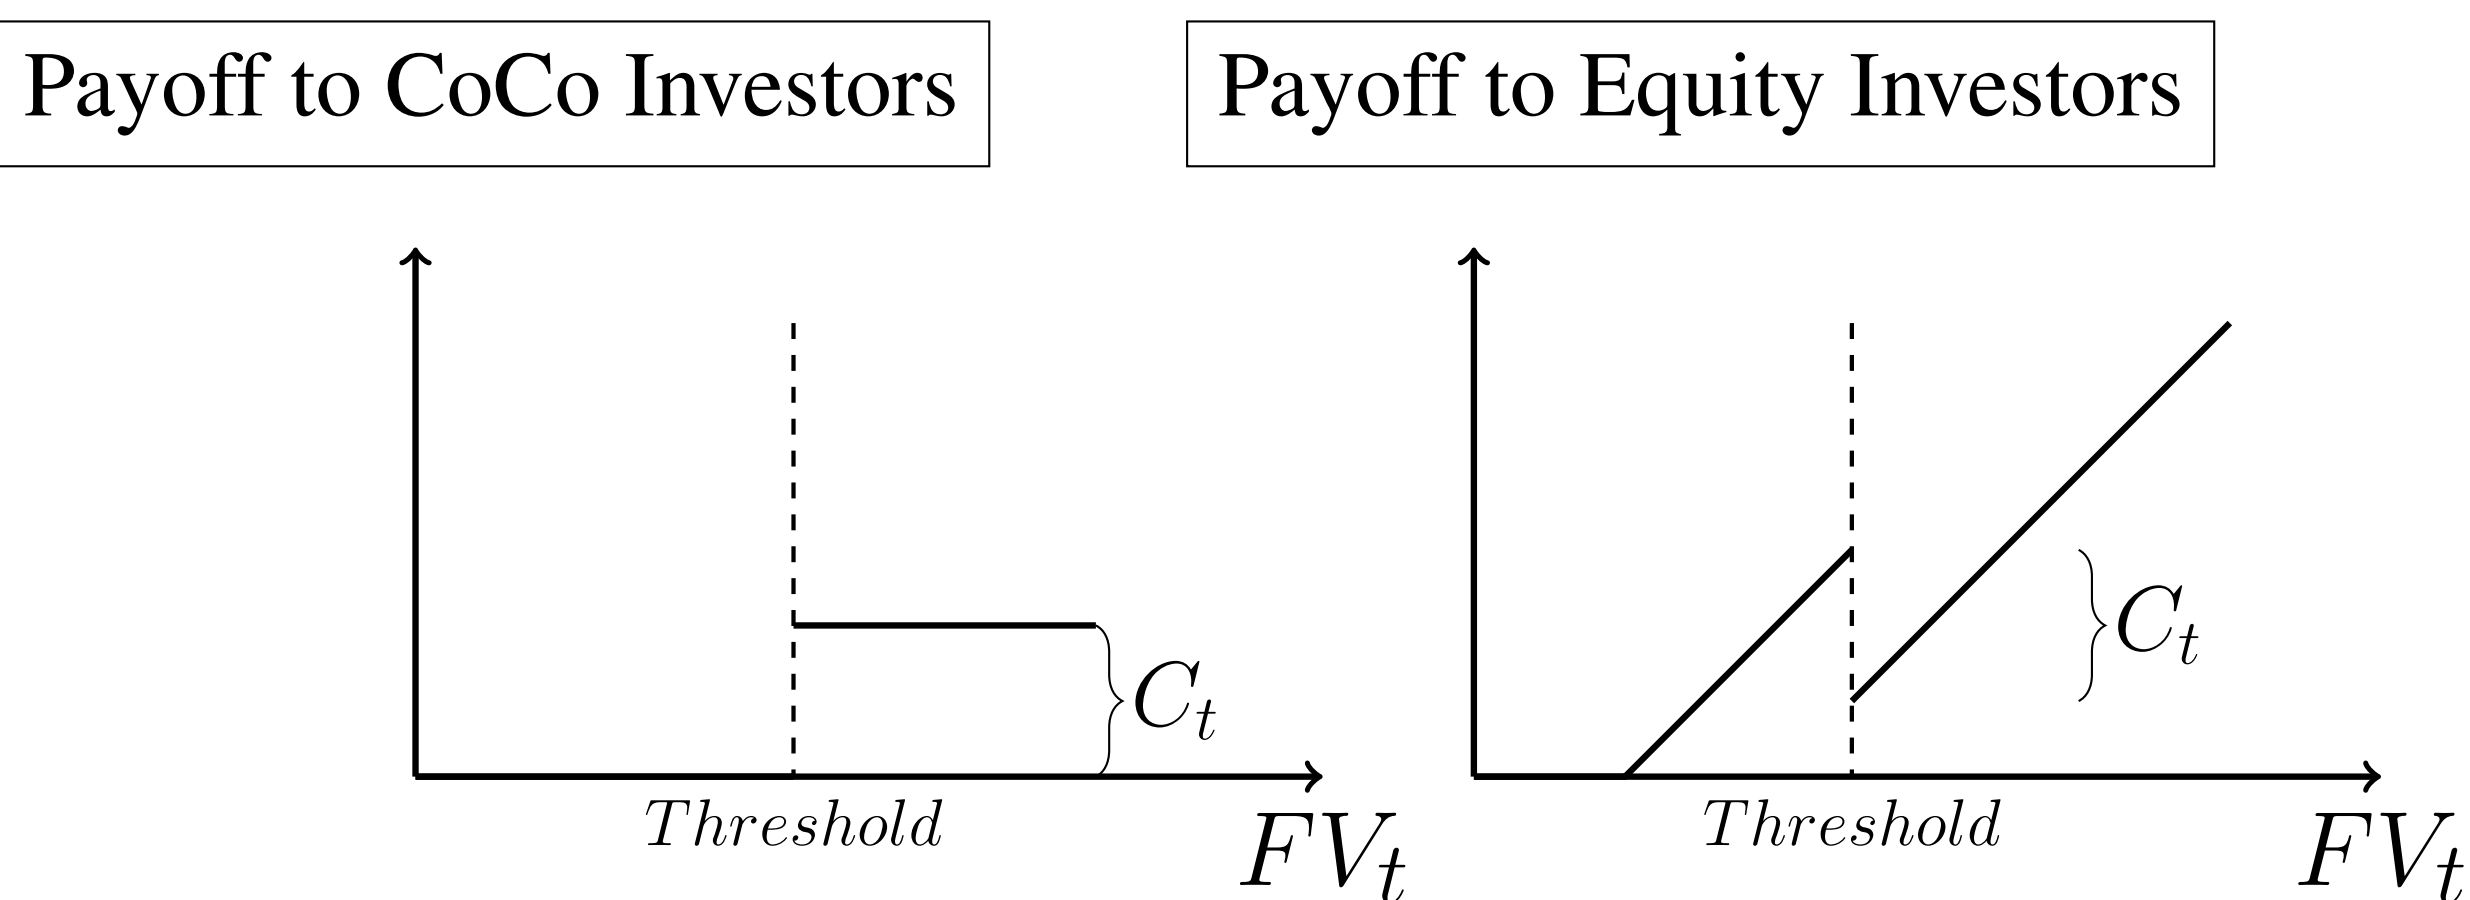 Payoff to CoCo Investors
Payoff to Equity Investors
C_t
C_t
Threshold
FV_t
Threshold
FV_t